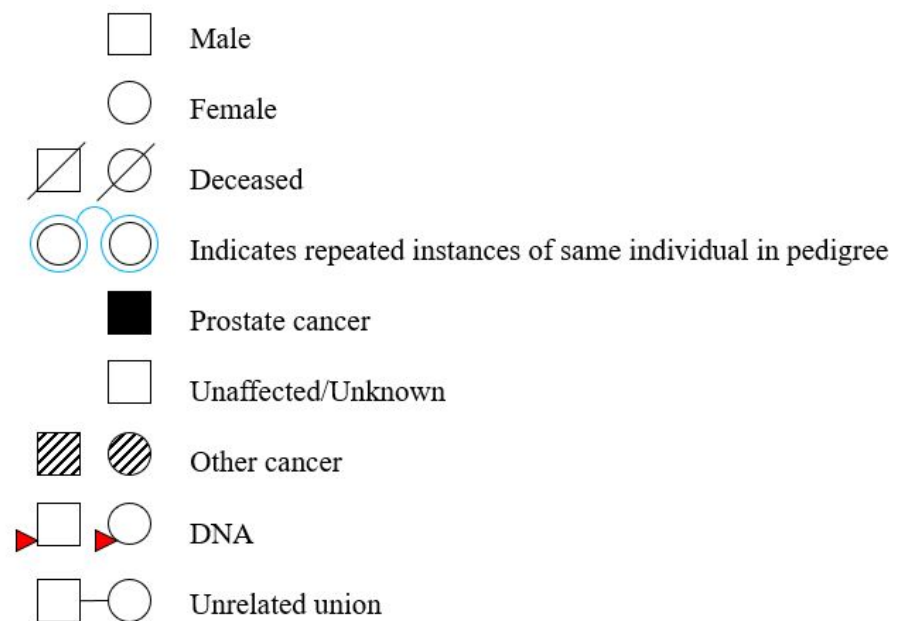 Male
Female
Deceased
Indicates repeated instances of same individual in pedigree
Prostate cancer
Unaffected/Unknown
Other cancer
DNA
Unrelated union